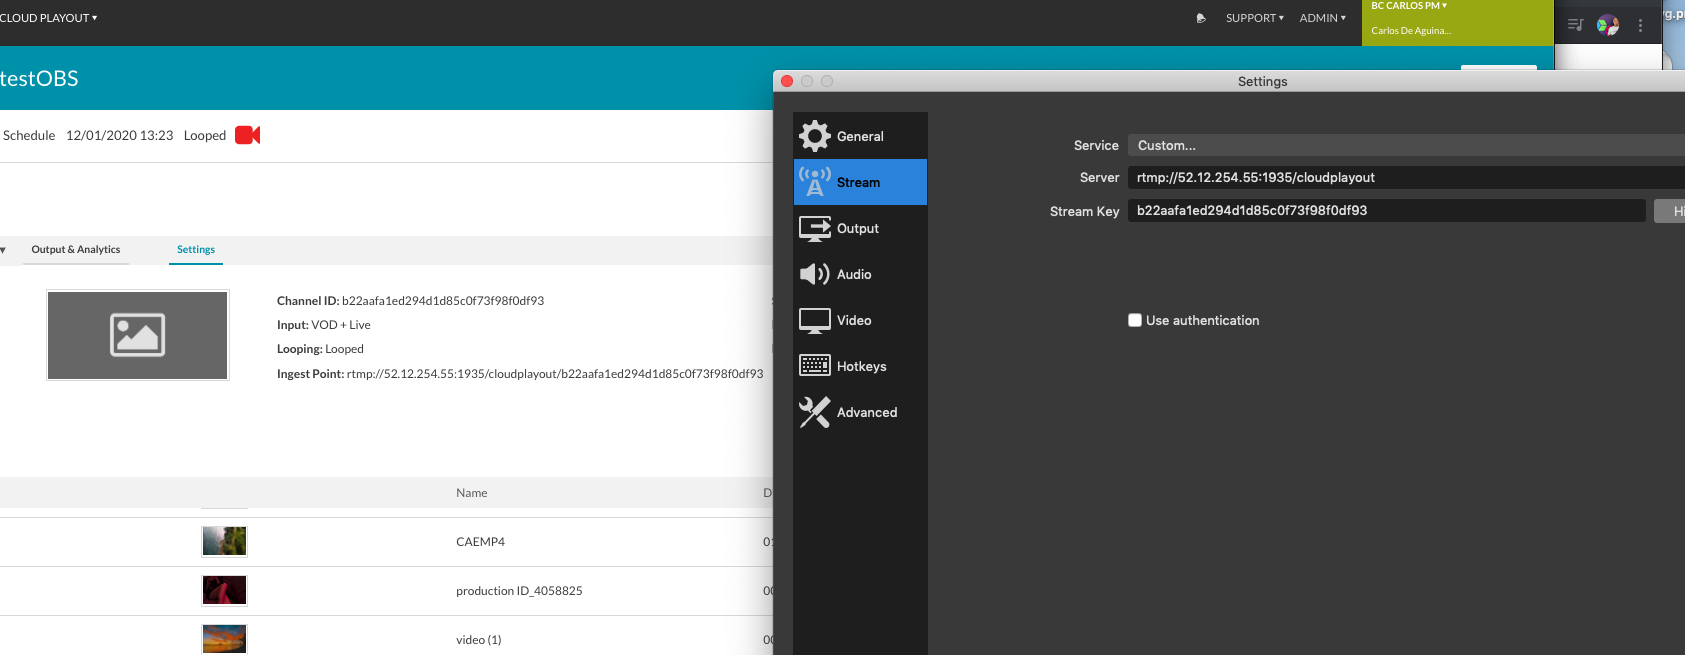 CLOUD PLAYOUT
SUPPORT
ADMIN
BC CARLOS PM
Carlos De Aguina...
testOBS
Schedule 12/01/2020 13:23 Looped
Output & Analytics
Settings
Channel ID: b22aafa1ed294d1d85c0f73f98f0df93
Input: VOD + Live
Looping: Looped
Ingest Point: rtmp://52.12.254.55:1935/cloudplayout/b22aafa1ed294d1d85c0f73f98f0df93
Name
CAEMP4
production ID_4058825
video (1)
Settings
General
Stream
Output
Audio
Video
Hotkeys
Advanced
Service Custom...
Server rtmp://52.12.254.55:1935/cloudplayout
Stream Key b22aafa1ed294d1d85c0f73f98f0df93
Use authentication